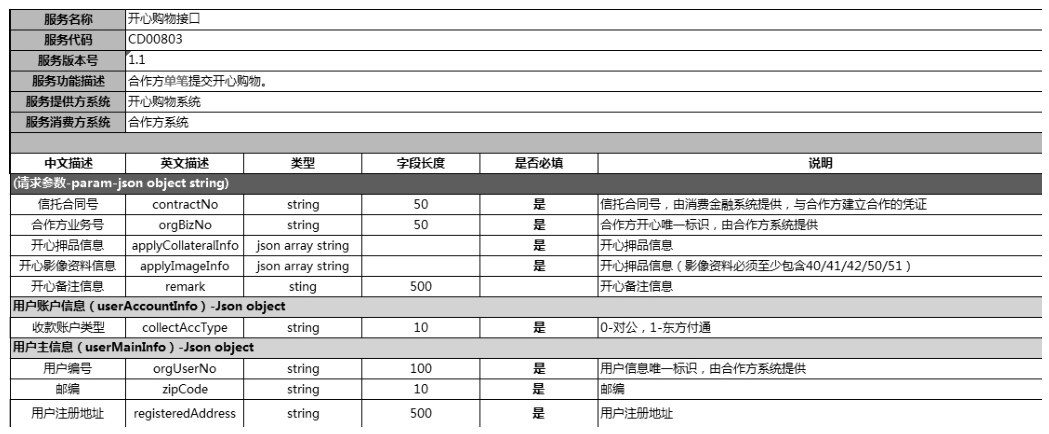 服务名称 开心购物接口
服务代码 CD00803
服务版本号 1.1
服务功能描述 合作方单笔提交开心购物。
服务提供方系统 开心购物系统
服务消费方系统 合作方系统
中文描述 英文描述 类型 字段长度 是否必填 说明
(请求参数-param-json object string)
信托合同号 contractNo string 50 是 信托合同号，由消费金融系统提供，与合作方建立合作的凭证
合作方业务号 orgBizNo string 50 是 合作方开心唯一标识，由合作方系统提供
开心押品信息 applyCollateralInfo json array string 是 开心押品信息
开心影像资料信息 applyImageInfo json array string 是 开心押品信息（影像资料必须至少包含40/41/42/50/51）
开心备注信息 remark sting 500 开心备注信息
用户账户信息（userAccountInfo）-Json object
收款账户类型 collectAccType string 10 是 0-对公，1-东方付通
用户主信息（userMainInfo）-Json object
用户编号 orgUserNo string 100 是 用户信息唯一标识，由合作方系统提供
邮编 zipCode string 10 是 邮编
用户注册地址 registeredAddress string 500 是 用户注册地址